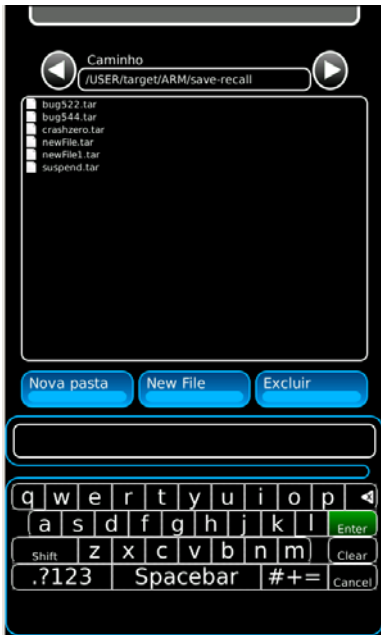 Caminho
/USER/target/ARM/save-recall
bug522.tar
bug544.tar
crashzero.tar
newFile.tar
newFile1.tar
suspend.tar
Nova pasta New File Excluir
q w e r t y u i o p
a s d f g h j k l Enter
Shift z x c v b n m Clear
.?123 Spacebar #+= Cancel